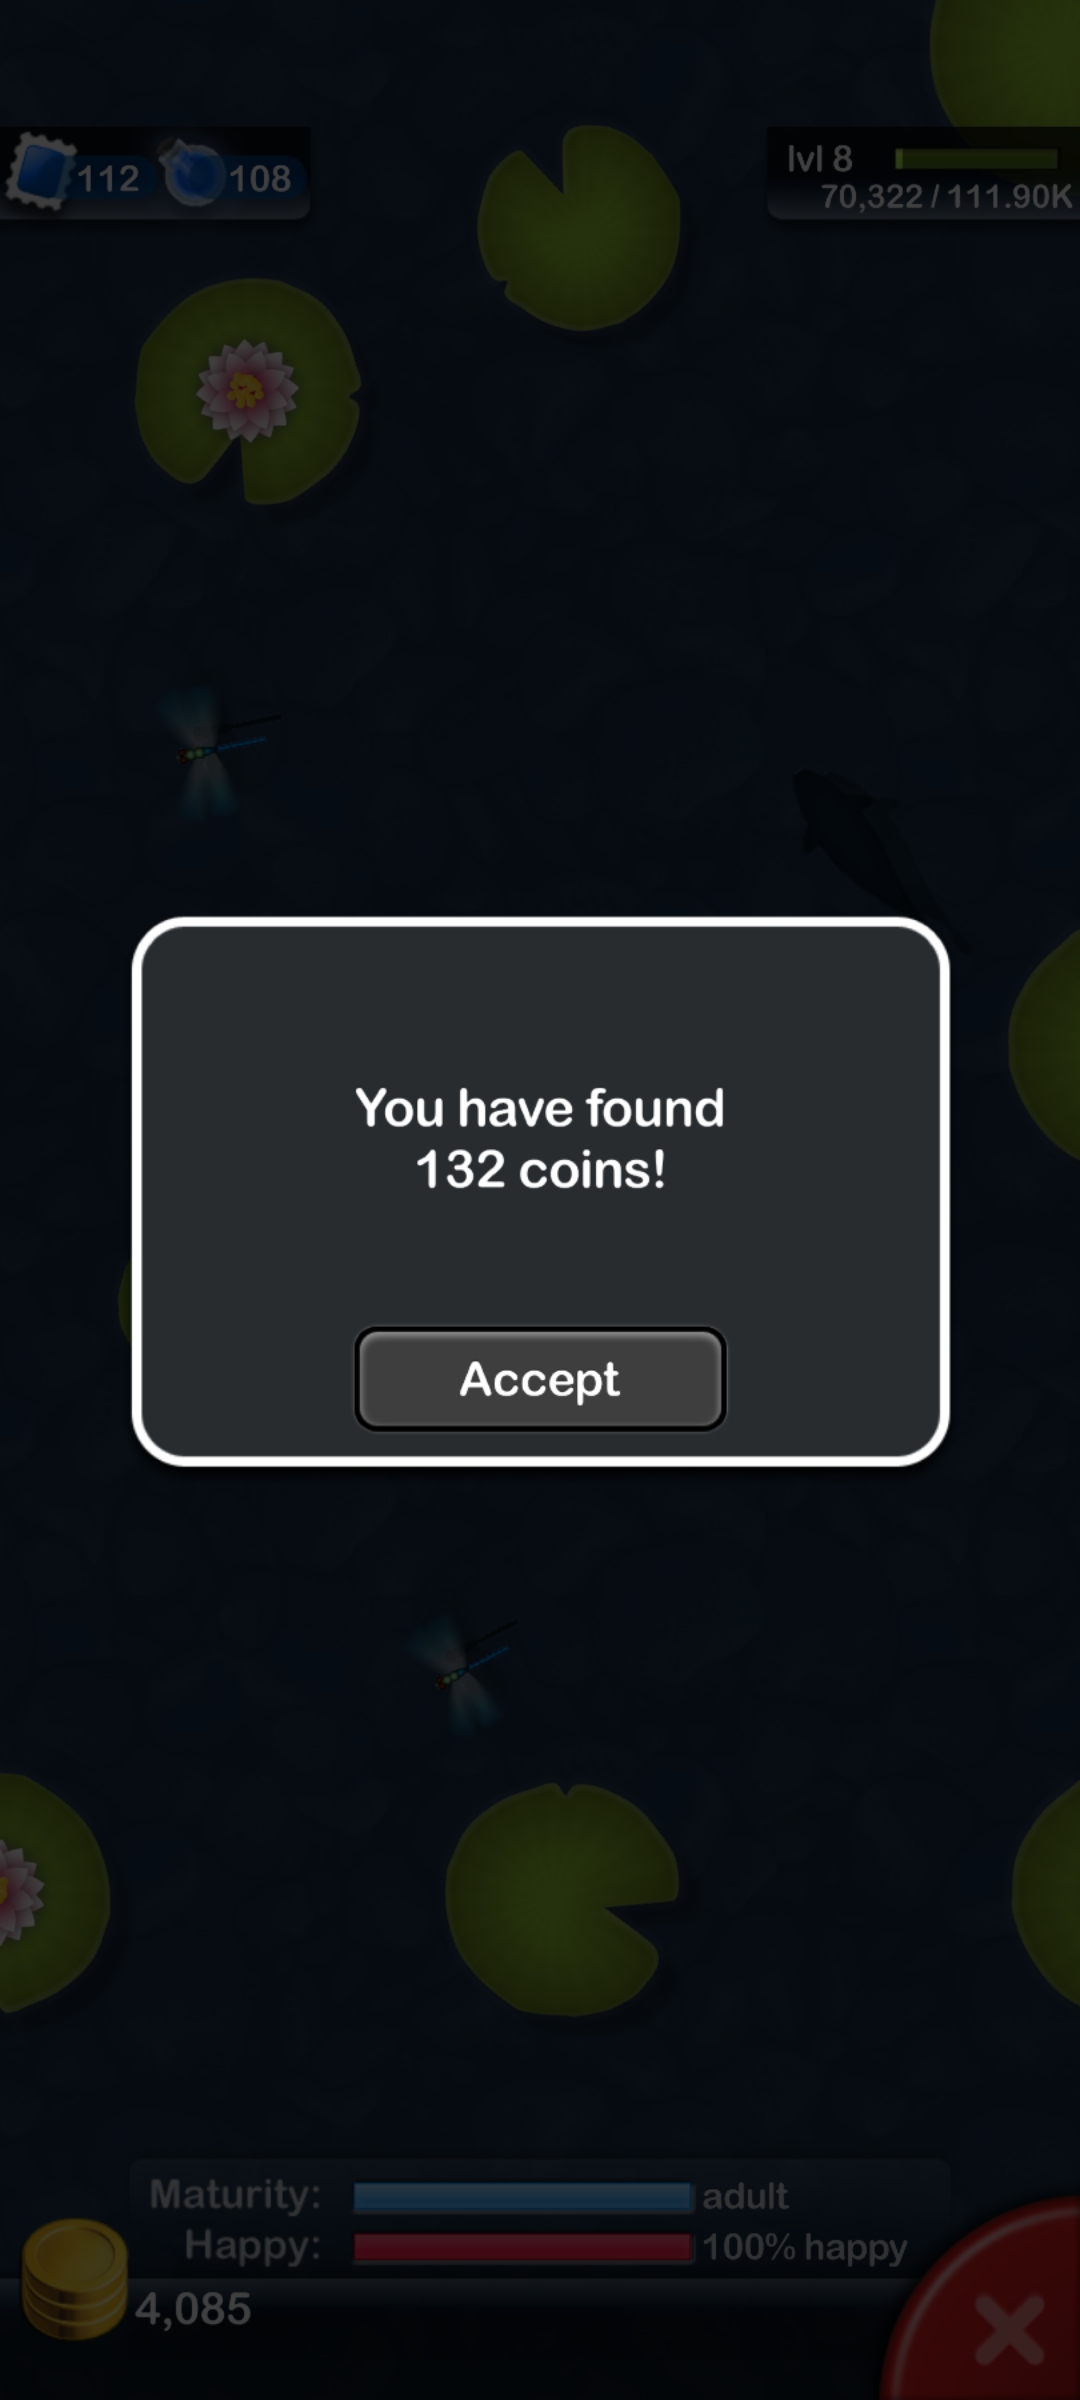 112 108
lvl 8
70,322 / 111.90K
You have found
132 coins!
Accept
Maturity: adult
Happy: 100% happy
4,085